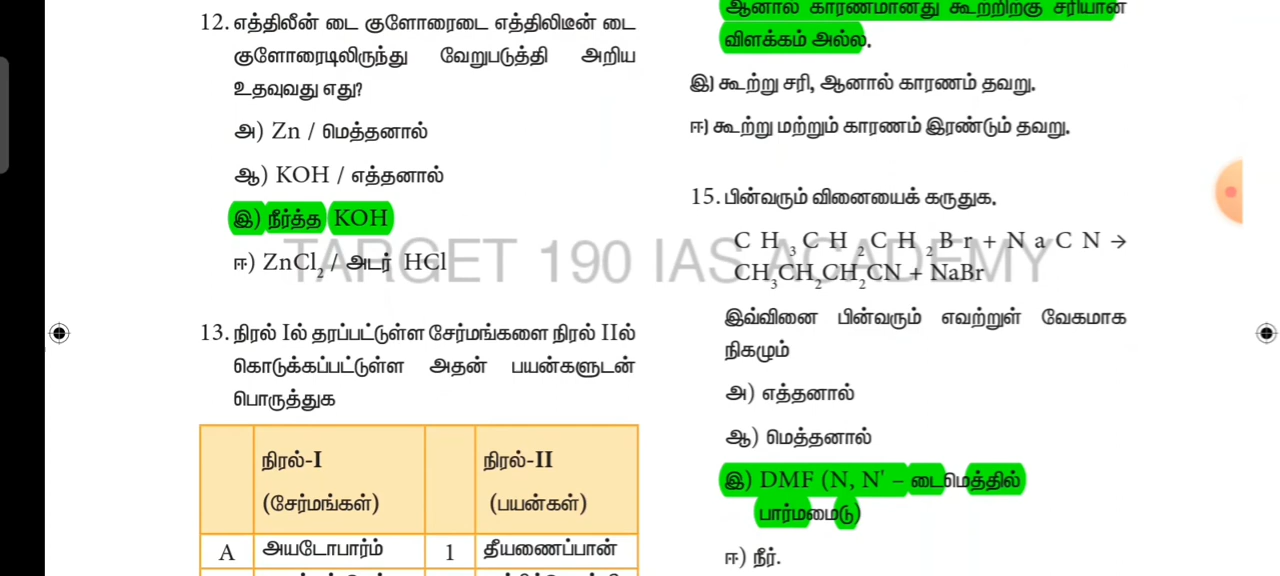 12. எத்திலீன் டை குளோரைடை எத்திலிடீன் டை
குளோரைடிலிருந்து வேறுபடுத்தி அறிய
உதவுவது எது?
அ) Zn / மெத்தனால்
ஆ) KOH / எத்தனால்
இ) நீர்த்த KOH
ஈ) ZnCl₂ / அடர் HCl
13. நிரல் Iல் தரப்பட்டுள்ள சேர்மங்களை நிரல் IIல்
கொடுக்கப்பட்டுள்ள அதன் பயன்களுடன்
பொருத்துக
நிரல்-I நிரல்-II
(சேர்மங்கள்) (பயன்கள்)
A அயடோபார்ம் 1 தீயணைப்பான்
ஆனால் காரணமானது கூற்றிற்கு சரியான
விளக்கம் அல்ல.
இ) கூற்று சரி, ஆனால் காரணம் தவறு.
ஈ) கூற்று மற்றும் காரணம் இரண்டும் தவறு.
15. பின்வரும் வினையைக் கருதுக.
CH₃CH₂CH₂Br + NaCN →
CH₃CH₂CH₂CN + NaBr
இவ்வினை பின்வரும் எவற்றுள் வேகமாக
நிகழும்
அ) எத்தனால்
ஆ) மெத்தனால்
இ) DMF (N, N' – டைமெத்தில்
பார்மமைடு)
ஈ) நீர்.
TARGET 190 IAS ACADEMY